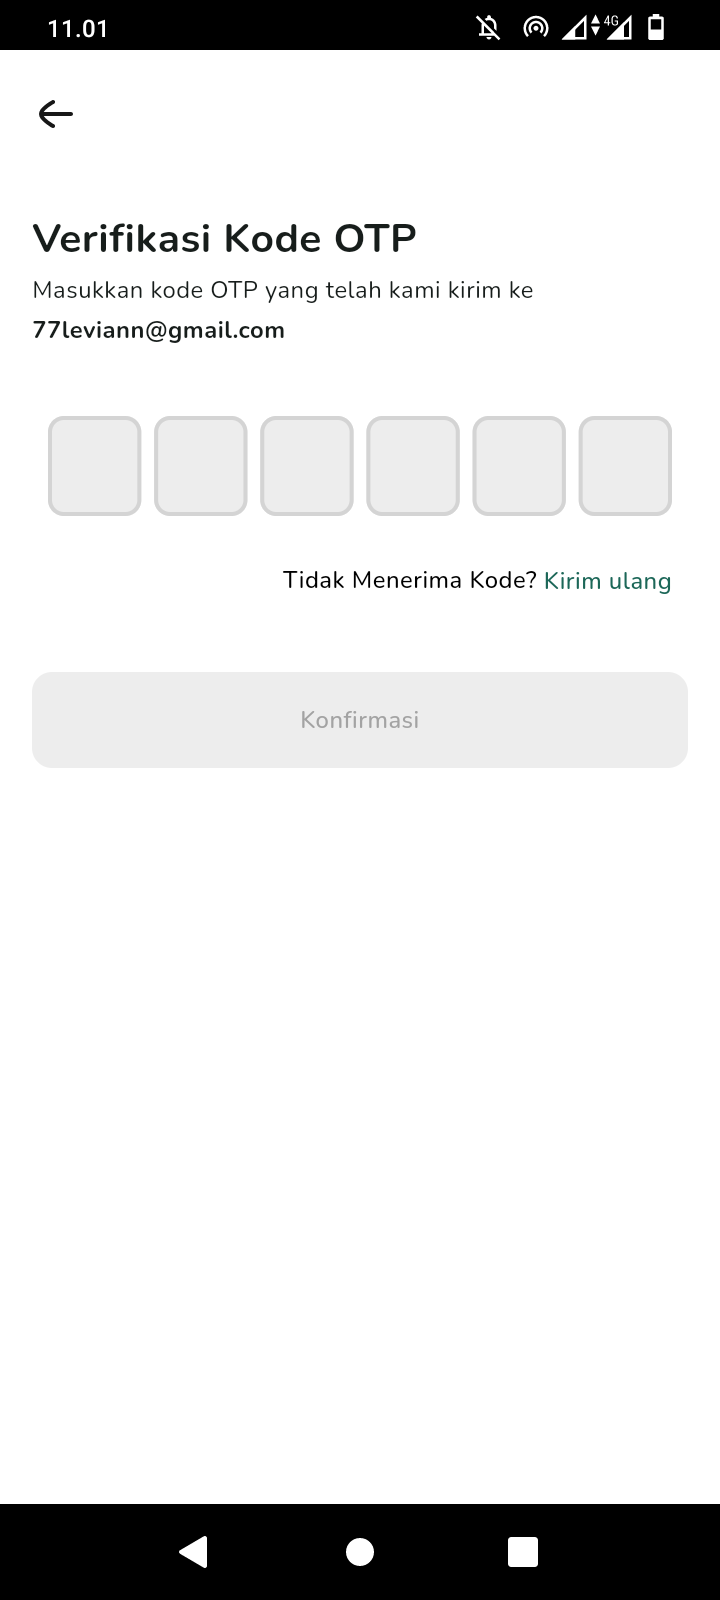 11.01
4G
Verifikasi Kode OTP
Masukkan kode OTP yang telah kami kirim ke
77leviann@gmail.com
Tidak Menerima Kode? Kirim ulang
Konfirmasi